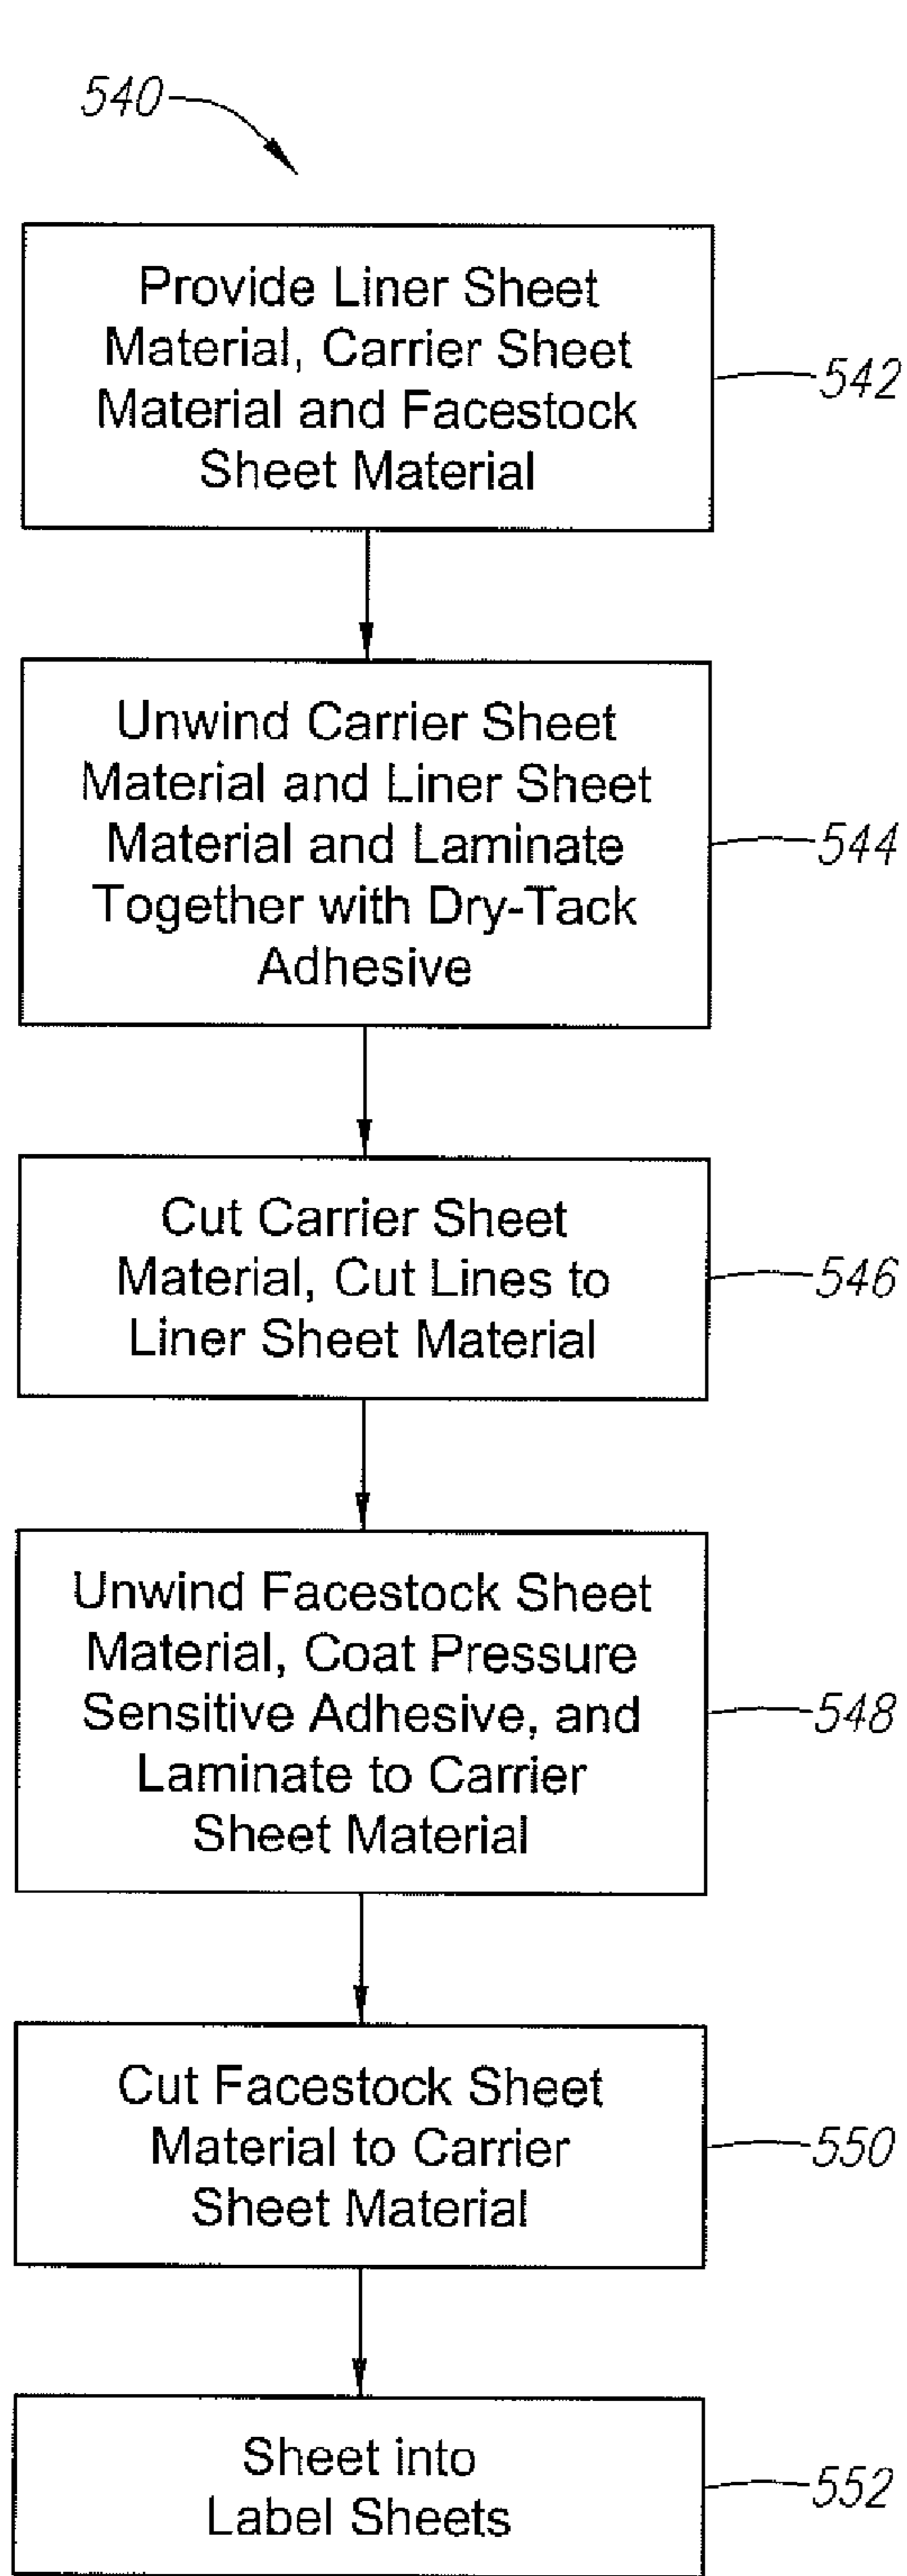 540
Provide Liner Sheet
Material, Carrier Sheet
Material and Facestock
Sheet Material
542
Unwind Carrier Sheet
Material and Liner Sheet
Material and Laminate
Together with Dry-Tack
Adhesive
544
Cut Carrier Sheet
Material, Cut Lines to
Liner Sheet Material
546
Unwind Facestock Sheet
Material, Coat Pressure
Sensitive Adhesive, and
Laminate to Carrier
Sheet Material
548
Cut Facestock Sheet
Material to Carrier
Sheet Material
550
Sheet into
Label Sheets
552